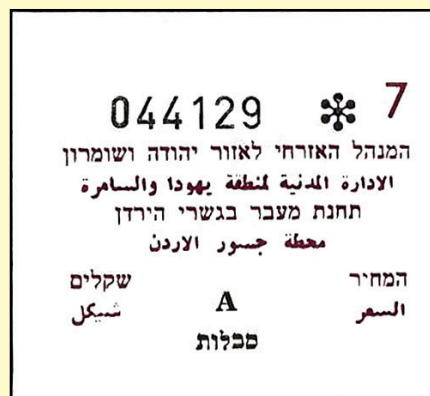 044129 * 7
המנהל האזרחי לאזור יהודה ושומרון
الادارة المدنية لمنطقة يهودا والسامرة
תחנת מעבר בגשרי הירדן
محطة جسور الاردن
המחיר שקלים
السعر A شيكل
סבלות